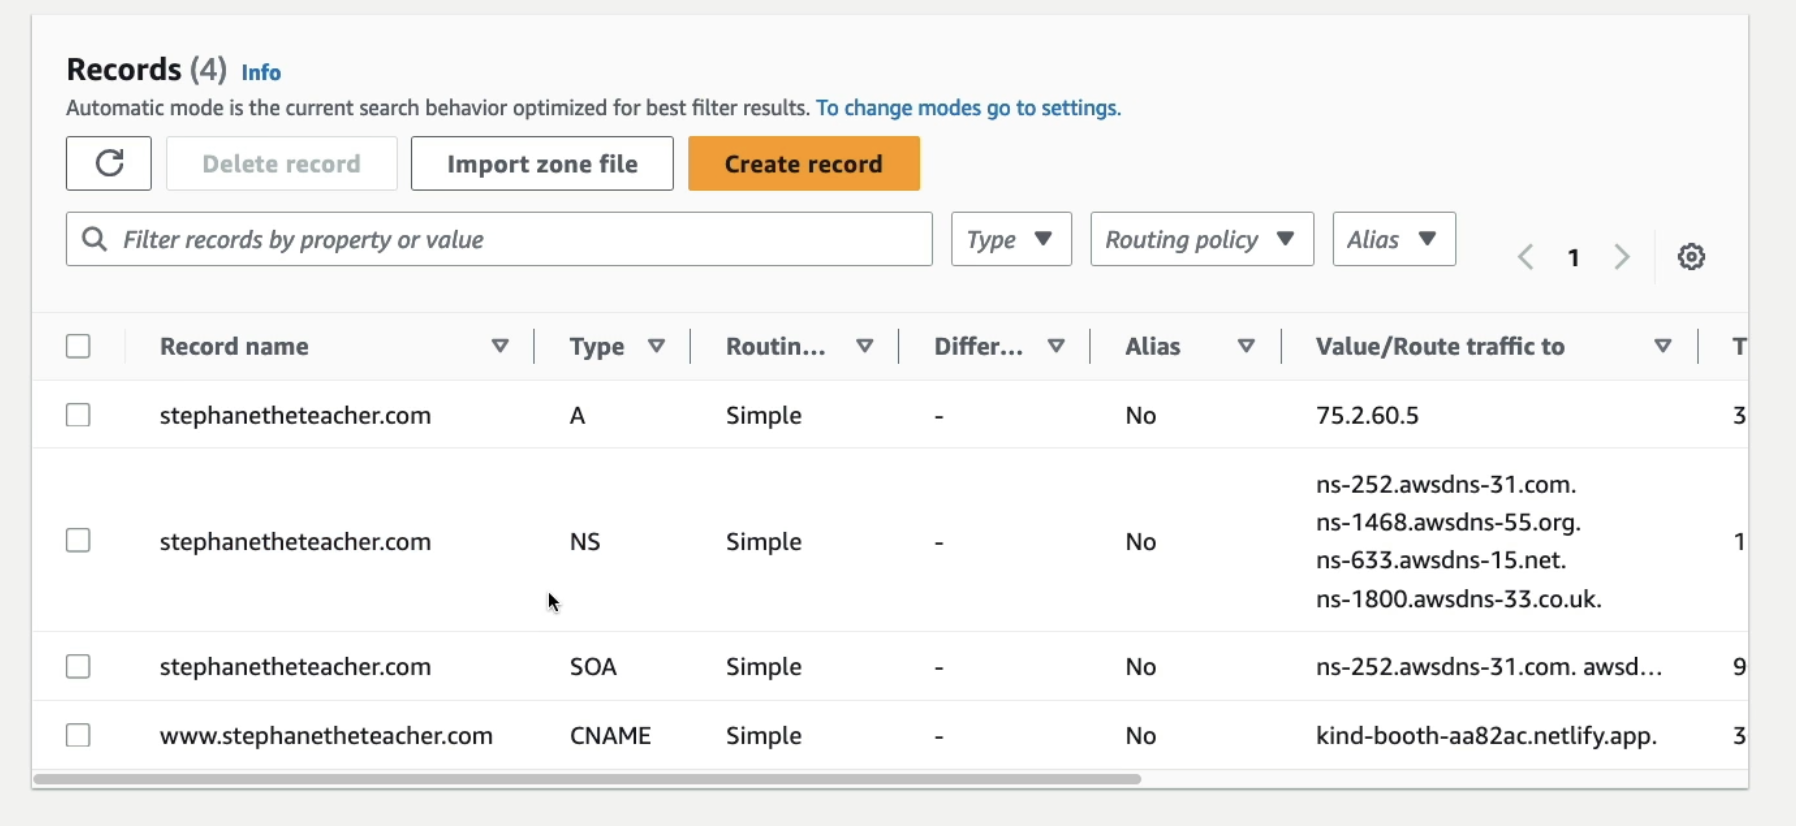 Records (4) Info
Automatic mode is the current search behavior optimized for best filter results. To change modes go to settings.
Delete record Import zone file Create record
Filter records by property or value Type Routing policy Alias 1
Record name Type Routin... Differ... Alias Value/Route traffic to T
stephanetheteacher.com A Simple - No 75.2.60.5 3
stephanetheteacher.com NS Simple - No ns-252.awsdns-31.com. 1
ns-1468.awsdns-55.org.
ns-633.awsdns-15.net.
ns-1800.awsdns-33.co.uk.
stephanetheteacher.com SOA Simple - No ns-252.awsdns-31.com. awsd... 9
www.stephanetheteacher.com CNAME Simple - No kind-booth-aa82ac.netlify.app. 3